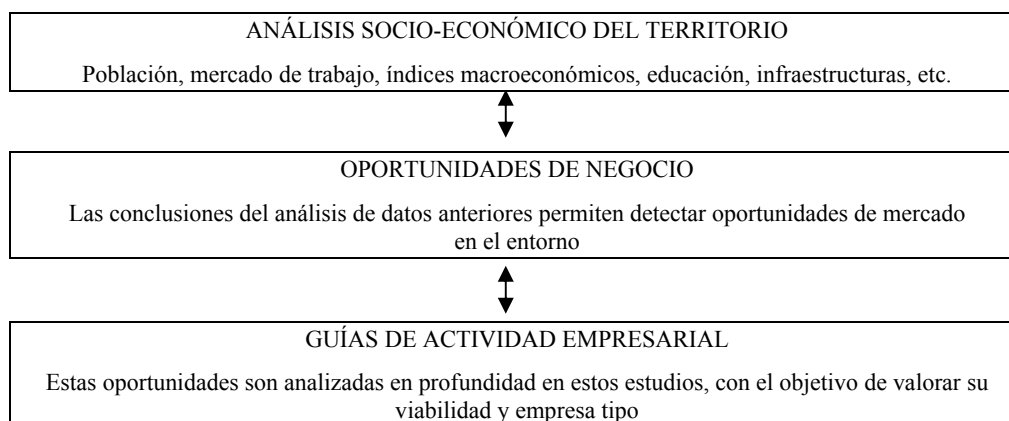 ANÁLISIS SOCIO-ECONÓMICO DEL TERRITORIO
Población, mercado de trabajo, índices macroeconómicos, educación, infraestructuras, etc.
OPORTUNIDADES DE NEGOCIO
Las conclusiones del análisis de datos anteriores permiten detectar oportunidades de mercado
en el entorno
GUÍAS DE ACTIVIDAD EMPRESARIAL
Estas oportunidades son analizadas en profundidad en estos estudios, con el objetivo de valorar su
viabilidad y empresa tipo